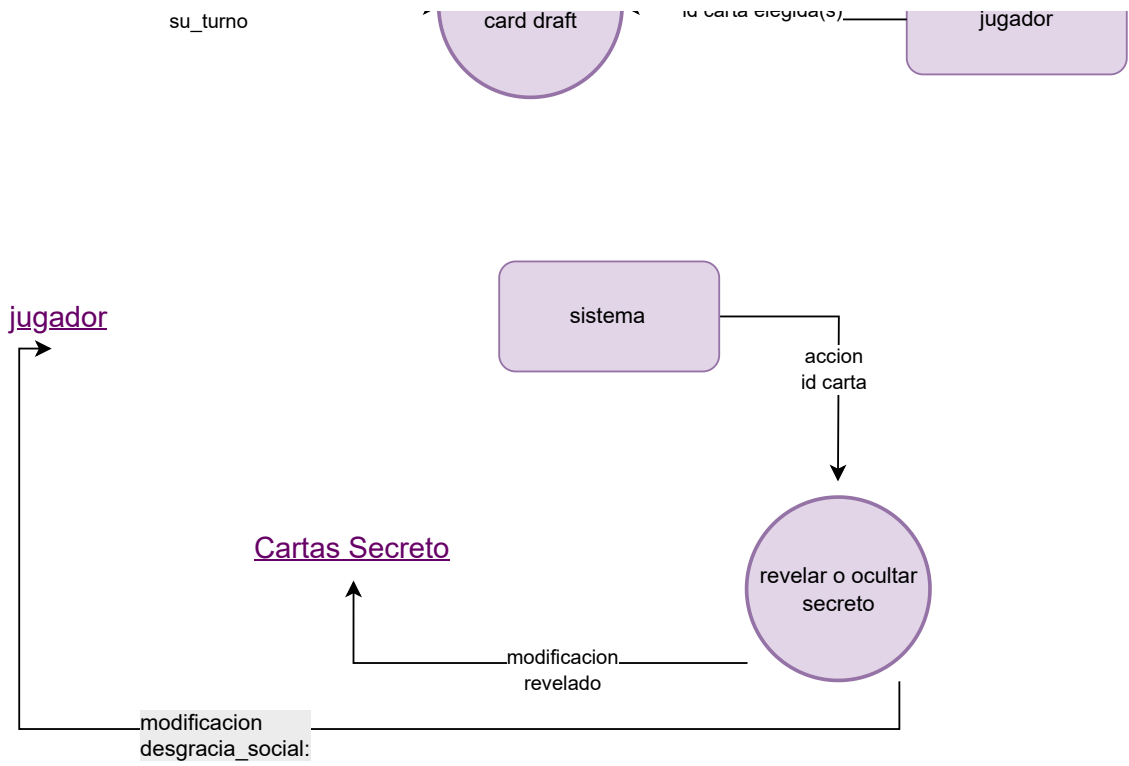 su_turno
card draft
id carta elegida(s)
jugador
sistema
jugador
accion
id carta
Cartas Secreto
revelar o ocultar
secreto
modificacion
revelado
modificacion
desgracia_social: